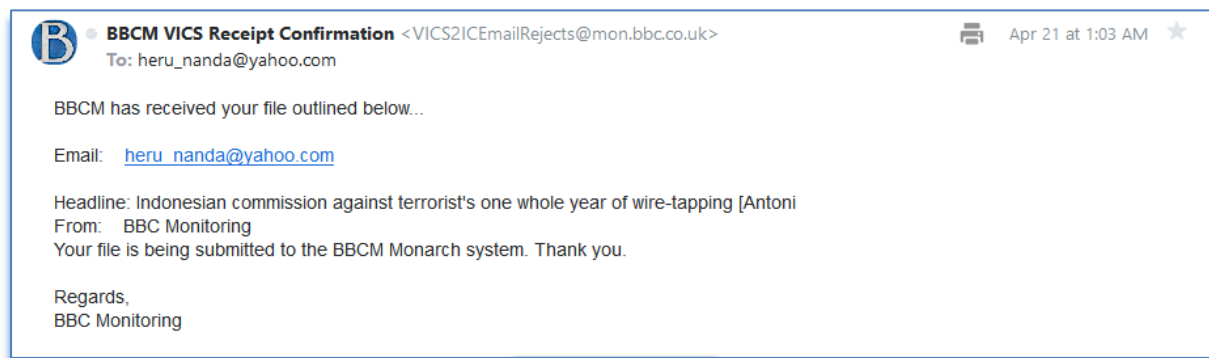 B
BBCM VICS Receipt Confirmation <VICS2ICEmailRejects@mon.bbc.co.uk> Apr 21 at 1:03 AM
To: heru_nanda@yahoo.com
BBCM has received your file outlined below...
Email: heru_nanda@yahoo.com
Headline: Indonesian commission against terrorist's one whole year of wire-tapping [Antoni
From: BBC Monitoring
Your file is being submitted to the BBCM Monarch system. Thank you.
Regards,
BBC Monitoring